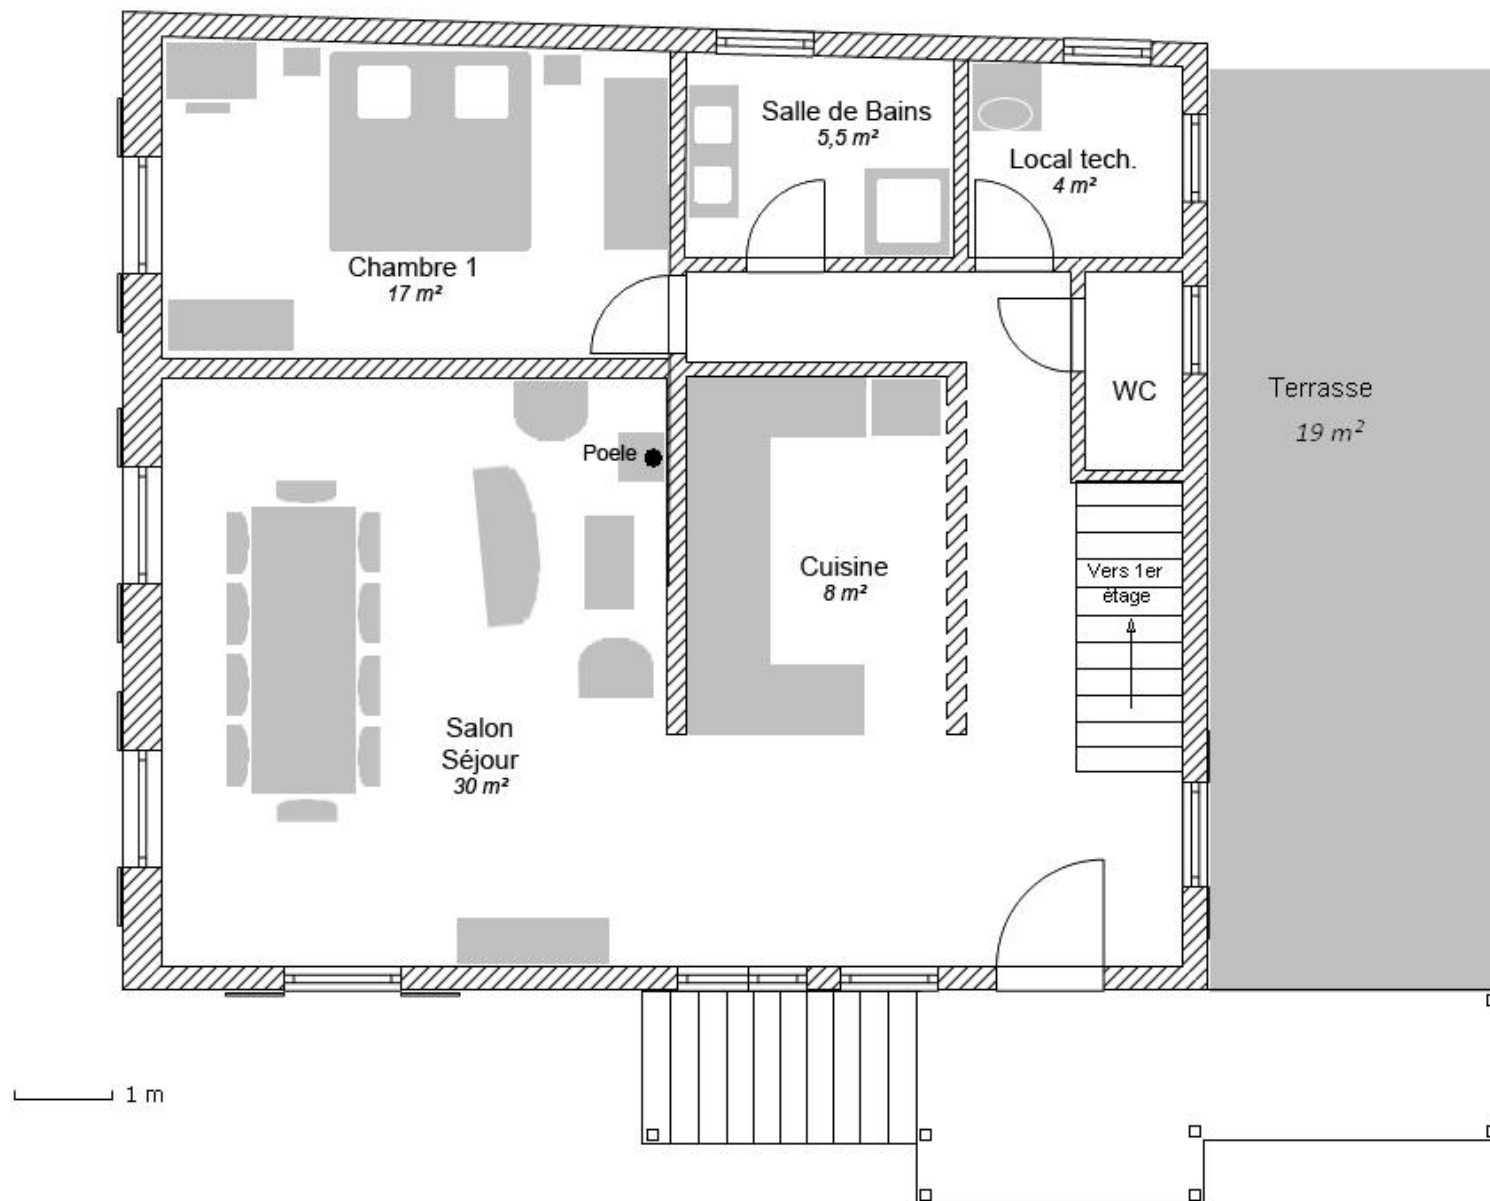 Salle de Bains
5,5 m²
Local tech.
4 m²
Chambre 1
17 m²
WC
Terrasse
19 m²
Poele
Cuisine
8 m²
Vers 1er
étage
Salon
Séjour
30 m²
1 m